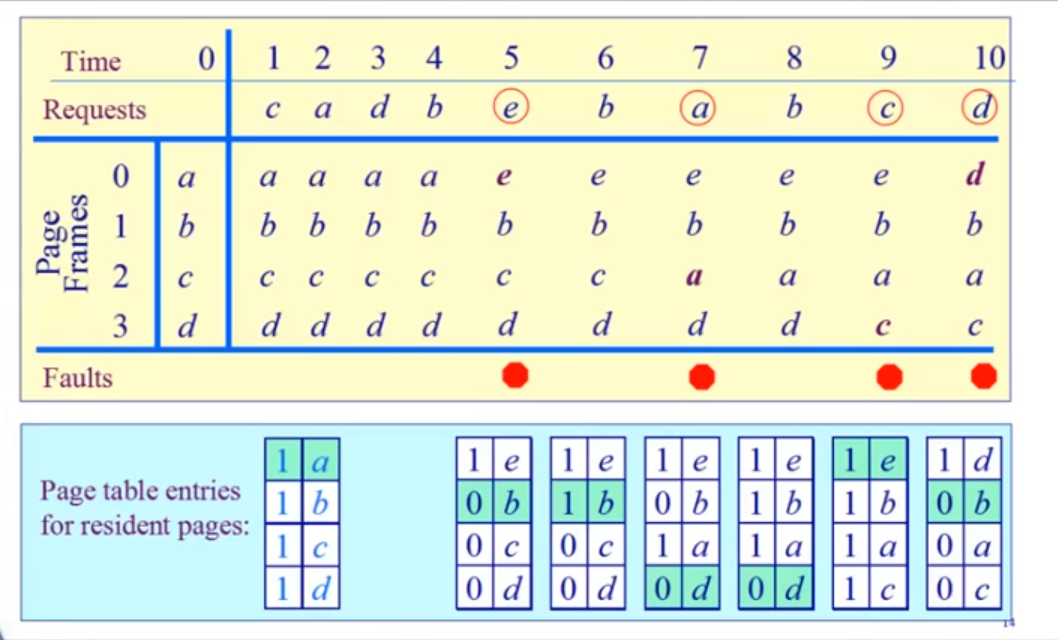 Time 0 1 2 3 4 5 6 7 8 9 10
Requests c a d b e b a b c d
Page Frames
0 a a a a a e e e e e d
1 b b b b b b b b b b b
2 c c c c c c c a a a a
3 d d d d d d d d d c c
Faults
Page table entries
for resident pages:
1 a 1 e 1 e 1 e 1 e 1 e 1 d
1 b 0 b 1 b 0 b 1 b 1 b 0 b
1 c 0 c 0 c 1 a 1 a 1 a 0 a
1 d 0 d 0 d 0 d 0 d 1 c 0 c
14